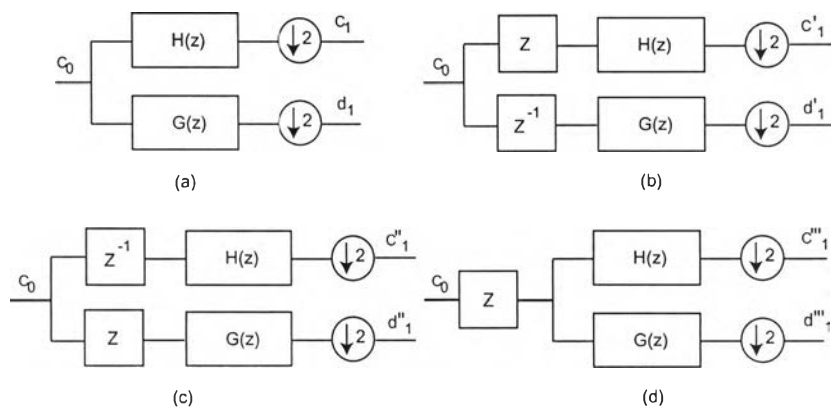 C₀ H(z) ↓2 C₁
G(z) ↓2 d₁
(a)
C₀ Z H(z) ↓2 C'₁
Z⁻¹ G(z) ↓2 d'₁
(b)
C₀ Z⁻¹ H(z) ↓2 C"₁
Z G(z) ↓2 d"₁
(c)
C₀ Z H(z) ↓2 C'''₁
G(z) ↓2 d'''₁
(d)